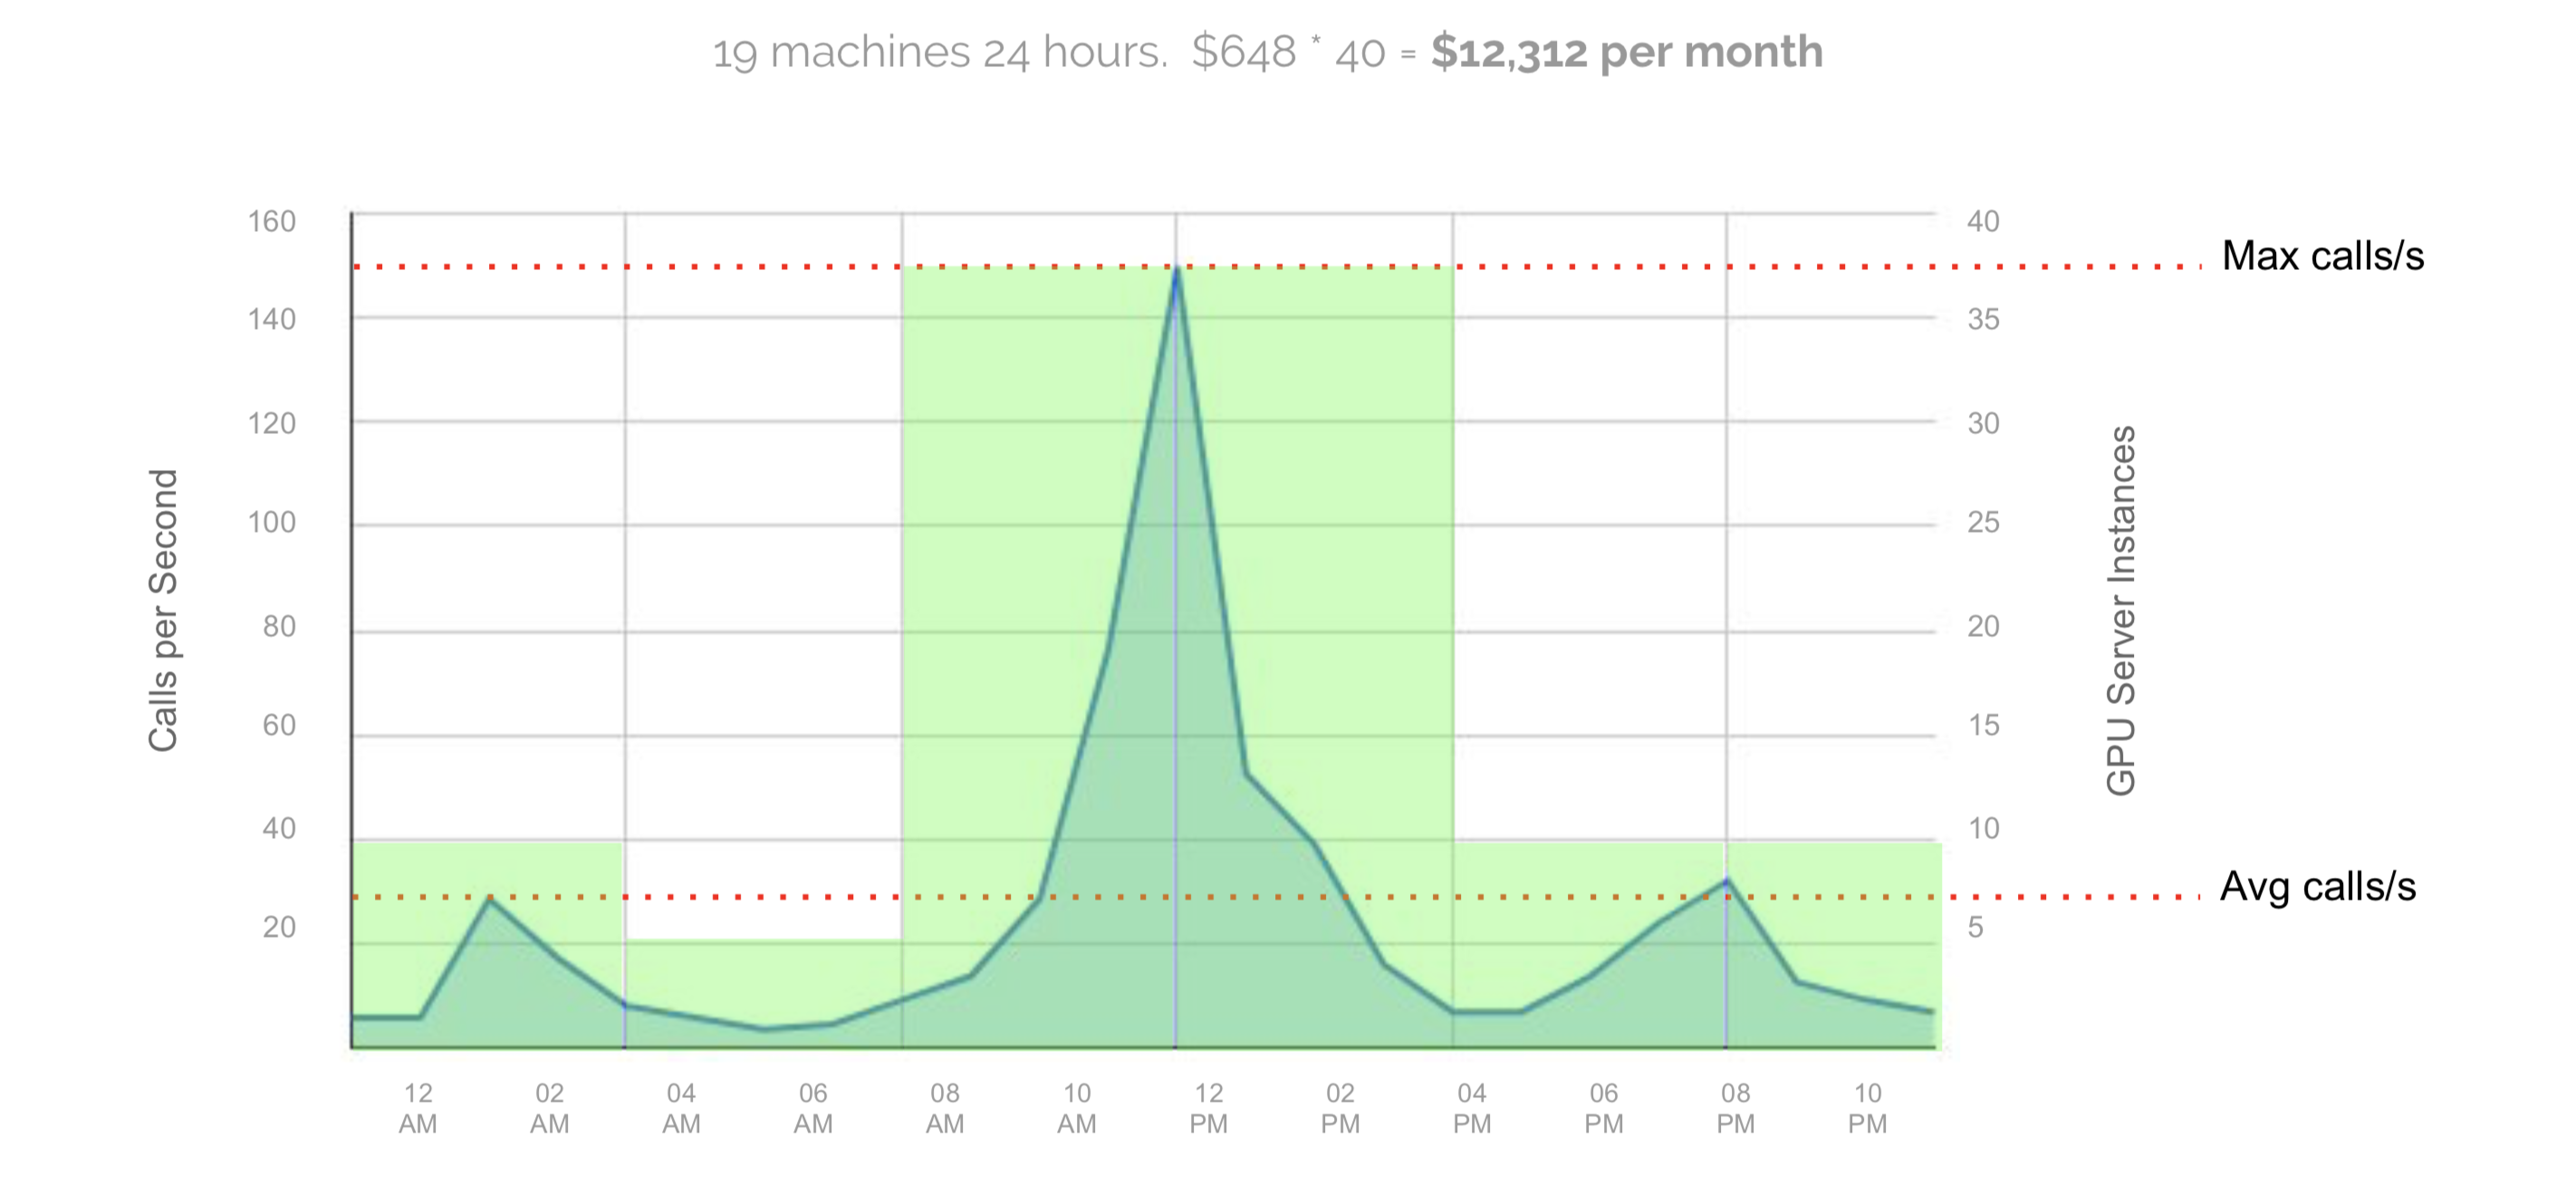 19 machines 24 hours. $648 * 40 = $12,312 per month
160
140
120
100
80
60
40
20
Calls per Second
40
35
30
25
20
15
10
5
GPU Server Instances
Max calls/s
Avg calls/s
12 AM
02 AM
04 AM
06 AM
08 AM
10 AM
12 PM
02 PM
04 PM
06 PM
08 PM
10 PM